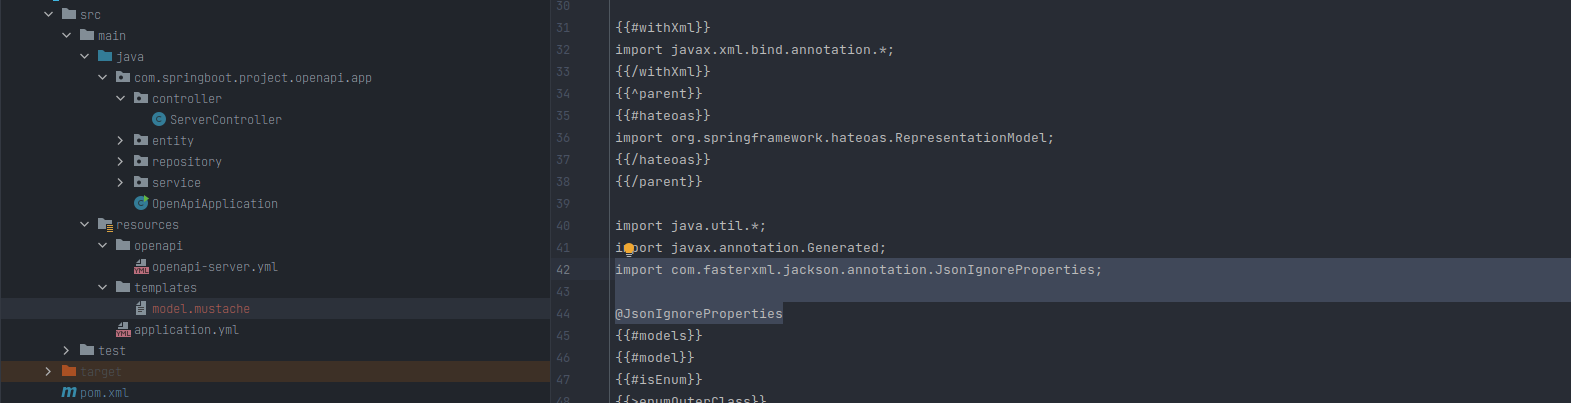 src
main
java
com.springboot.project.openapi.app
controller
ServerController
entity
repository
service
OpenApiApplication
resources
openapi
openapi-server.yml
templates
model.mustache
application.yml
test
target
pom.xml
30
31 {{#withXml}}
32 import javax.xml.bind.annotation.*;
33 {{/withXml}}
34 {{^parent}}
35 {{#hateoas}}
36 import org.springframework.hateoas.RepresentationModel;
37 {{/hateoas}}
38 {{/parent}}
39
40 import java.util.*;
41 import javax.annotation.Generated;
42 import com.fasterxml.jackson.annotation.JsonIgnoreProperties;
43
44 @JsonIgnoreProperties
45 {{#models}}
46 {{#model}}
47 {{#isEnum}}
48 {{>enumOuterClass}}